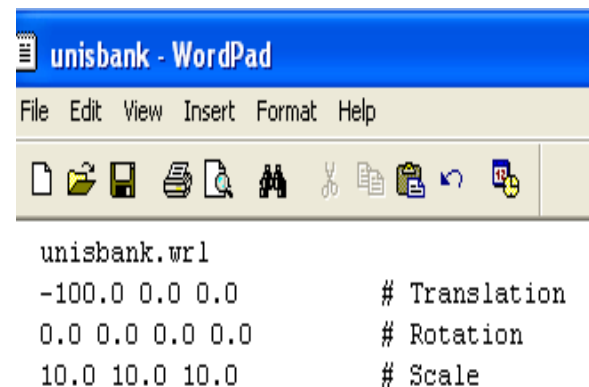 unisbank - WordPad
File Edit View Insert Format Help
unisbank.wrl
-100.0 0.0 0.0 # Translation
0.0 0.0 0.0 0.0 # Rotation
10.0 10.0 10.0 # Scale